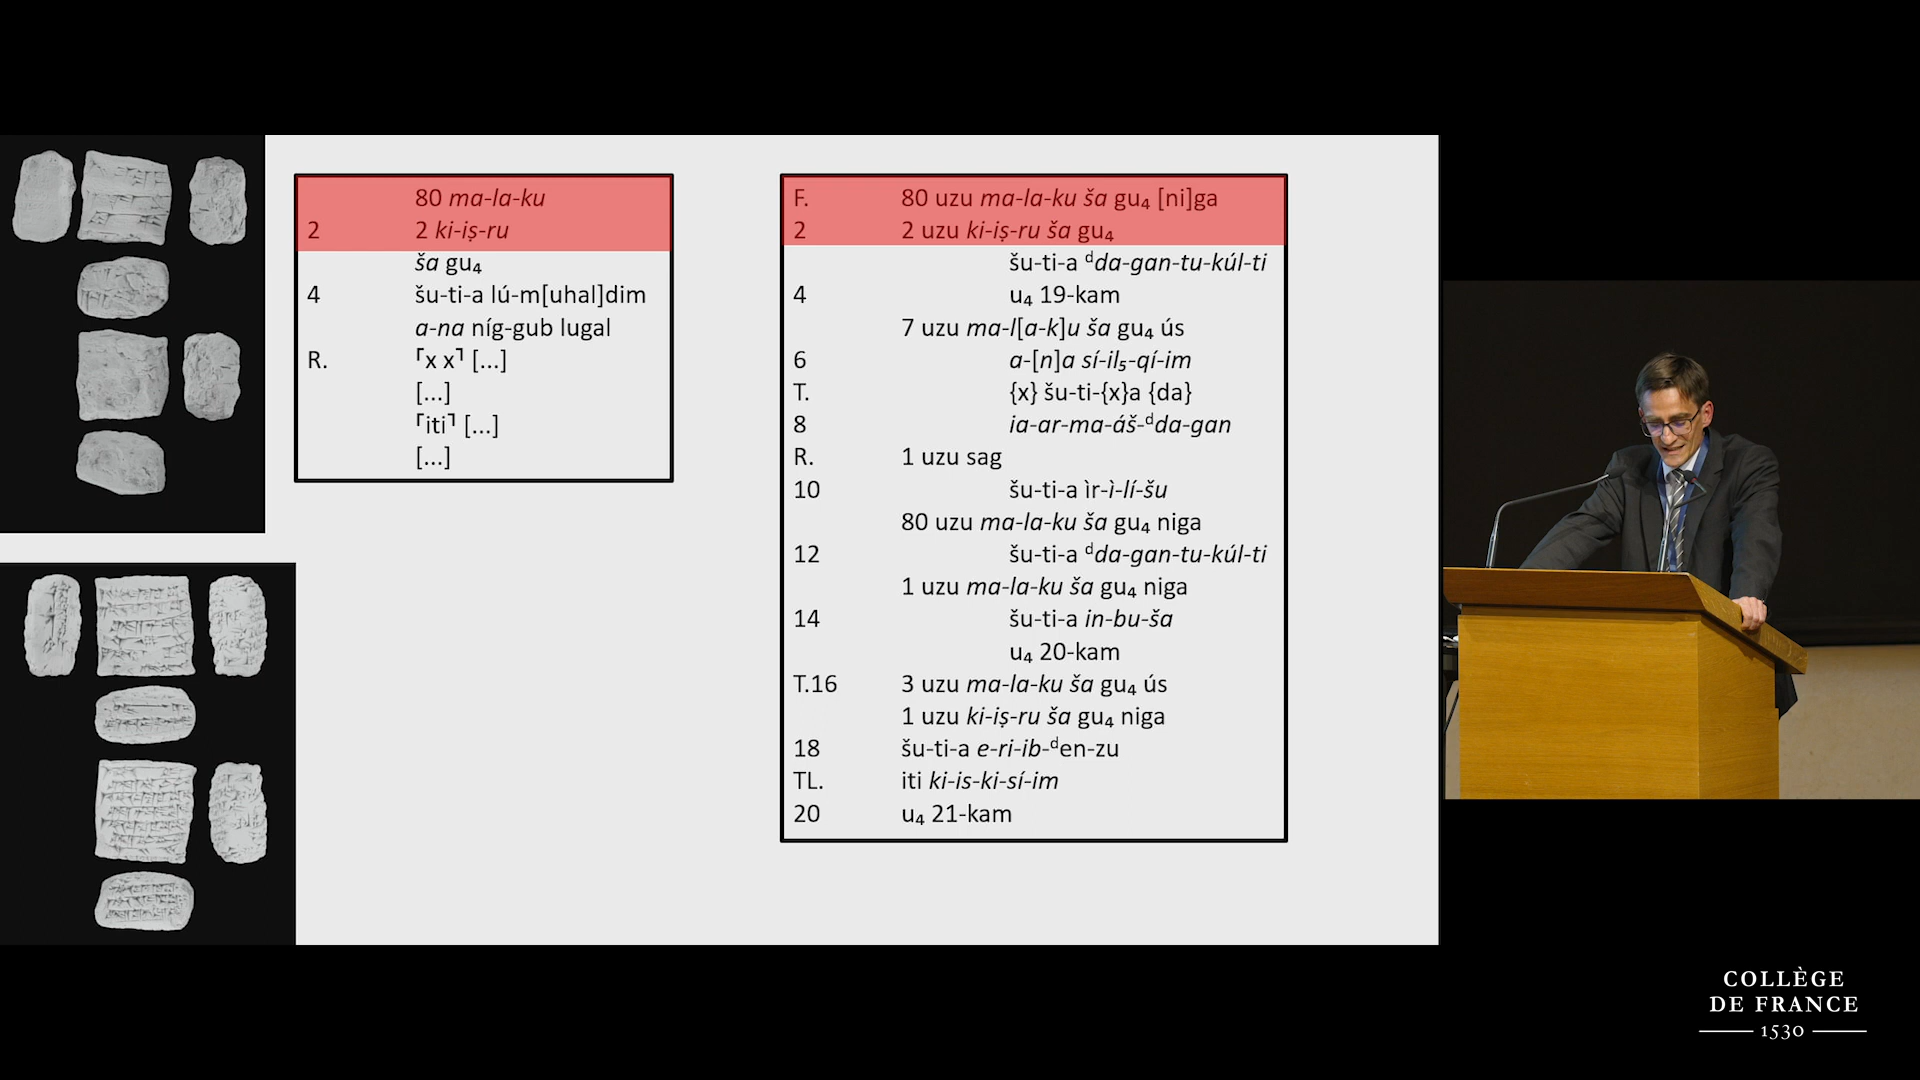 80 ma-la-ku
2 2 ki-iṣ-ru
ša gu₄
4 šu-ti-a lú-m[uhal]dim
a-na níg-gub lugal
R. ⸢x x⸣ [...]
[...]
⸢iti⸣ [...]
[...]
F. 80 uzu ma-la-ku ša gu₄ [ni]ga
2 2 uzu ki-iṣ-ru ša gu₄
šu-ti-a ᵈda-gan-tu-kúl-ti
4 u₄ 19-kam
7 uzu ma-l[a-k]u ša gu₄ ús
6 a-[n]a sí-il₅-qí-im
T. {x} šu-ti-{x}a {da}
8 ia-ar-ma-áš-ᵈda-gan
R. 1 uzu sag
10 šu-ti-a ìr-ì-lí-šu
80 uzu ma-la-ku ša gu₄ niga
12 šu-ti-a ᵈda-gan-tu-kúl-ti
1 uzu ma-la-ku ša gu₄ niga
14 šu-ti-a in-bu-ša
u₄ 20-kam
T.16 3 uzu ma-la-ku ša gu₄ ús
1 uzu ki-iṣ-ru ša gu₄ niga
18 šu-ti-a e-ri-ib-ᵈen-zu
TL. iti ki-is-ki-sí-im
20 u₄ 21-kam
COLLÈGE
DE FRANCE
1530